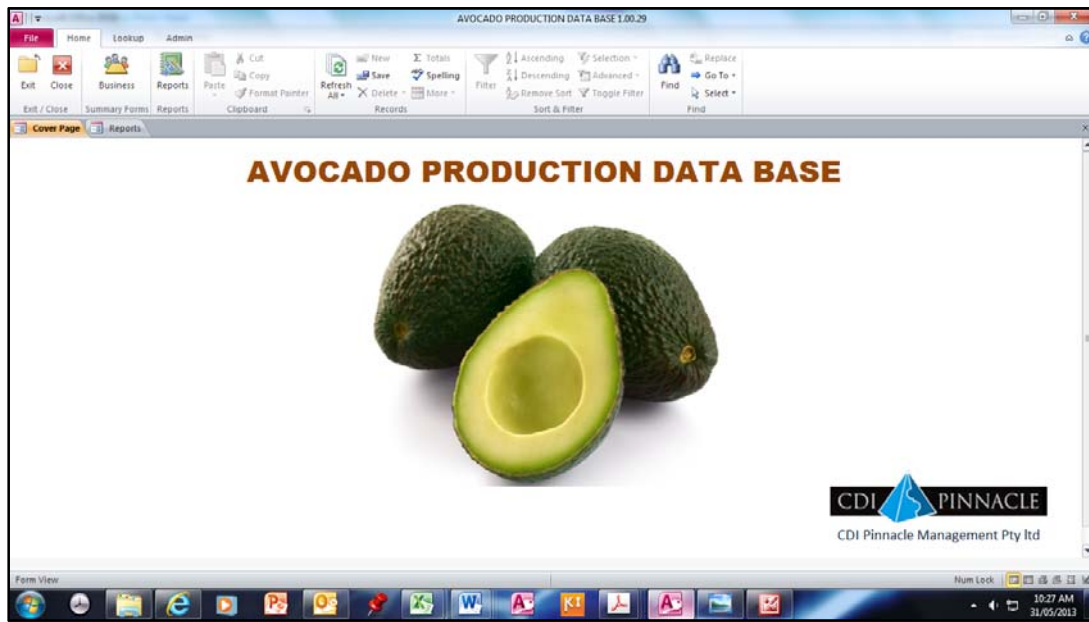 A AVOCADO PRODUCTION DATA BASE 1.00.29
File Home Lookup Admin
Exit Close Business Reports Paste Cut Copy Format Painter Refresh All New Save Delete Σ Totals Spelling More Filter Ascending Descending Remove Sort Selection Advanced Toggle Filter Find Replace Go To Select
Exit / Close Summary Forms Reports Clipboard Records Sort & Filter Find
Cover Page Reports
AVOCADO PRODUCTION DATA BASE
CDI PINNACLE
CDI Pinnacle Management Pty ltd
Form View Num Lock
10:27 AM
31/05/2013